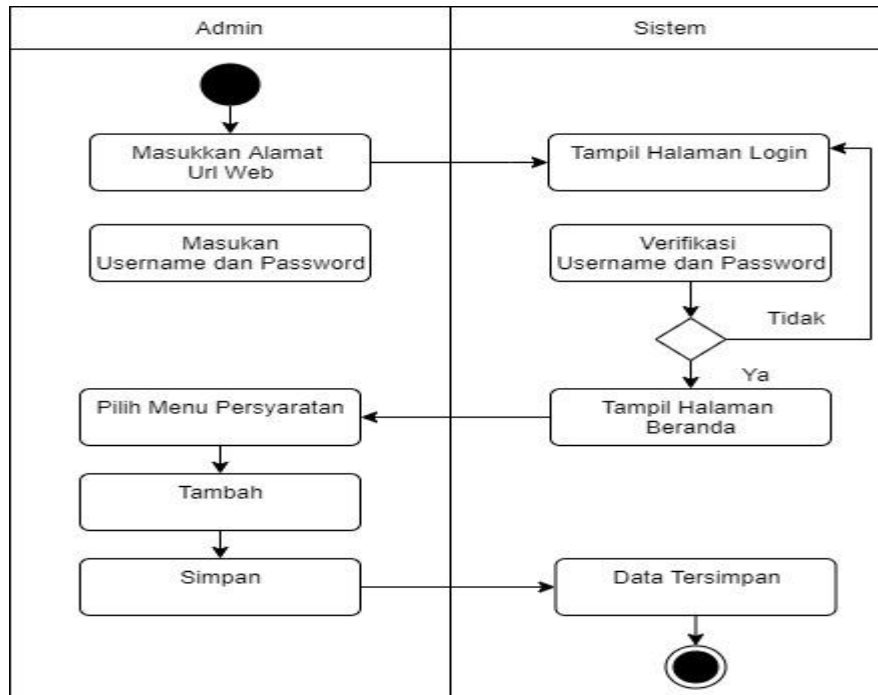 Admin
Sistem
Masukkan Alamat
Url Web
Tampil Halaman Login
Masukan
Username dan Password
Verifikasi
Username dan Password
Tidak
Ya
Pilih Menu Persyaratan
Tampil Halaman
Beranda
Tambah
Simpan
Data Tersimpan